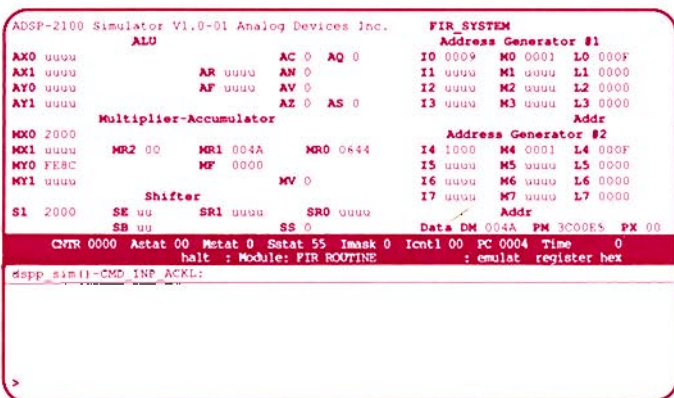 ADSP-2100 Simulator V1.0-01 Analog Devices Inc. FIR_SYSTEM
ALU Address Generator #1
AX0 uuuu AC 0 AQ 0 I0 0009 M0 0001 L0 000F
AX1 uuuu AR uuuu AN 0 I1 uuuu M1 uuuu L1 0000
AY0 uuuu AF uuuu AV 0 I2 uuuu M2 uuuu L2 0000
AY1 uuuu AZ 0 AS 0 I3 uuuu M3 uuuu L3 0000
Multiplier-Accumulator Addr
MX0 2000 Address Generator #2
MX1 uuuu MR2 00 MR1 004A MR0 0644 I4 1000 M4 0001 L4 000F
MY0 FE8C MF 0000 I5 uuuu M5 uuuu L5 0000
MY1 uuuu MV 0 I6 uuuu M6 uuuu L6 0000
Shifter I7 uuuu M7 uuuu L7 0000
S1 2000 SE uu SR1 uuuu SR0 uuuu Addr
SB uu SS 0 Data DM 004A PM 3C00E5 PX 00
CNTR 0000 Astat 00 Mstat 0 Sstat 55 Imask 0 Icntl 00 PC 0004 Time 0
halt : Module: FIR ROUTINE : emulat register hex
dspp_sim()-CMD_INP_ACKL:
>